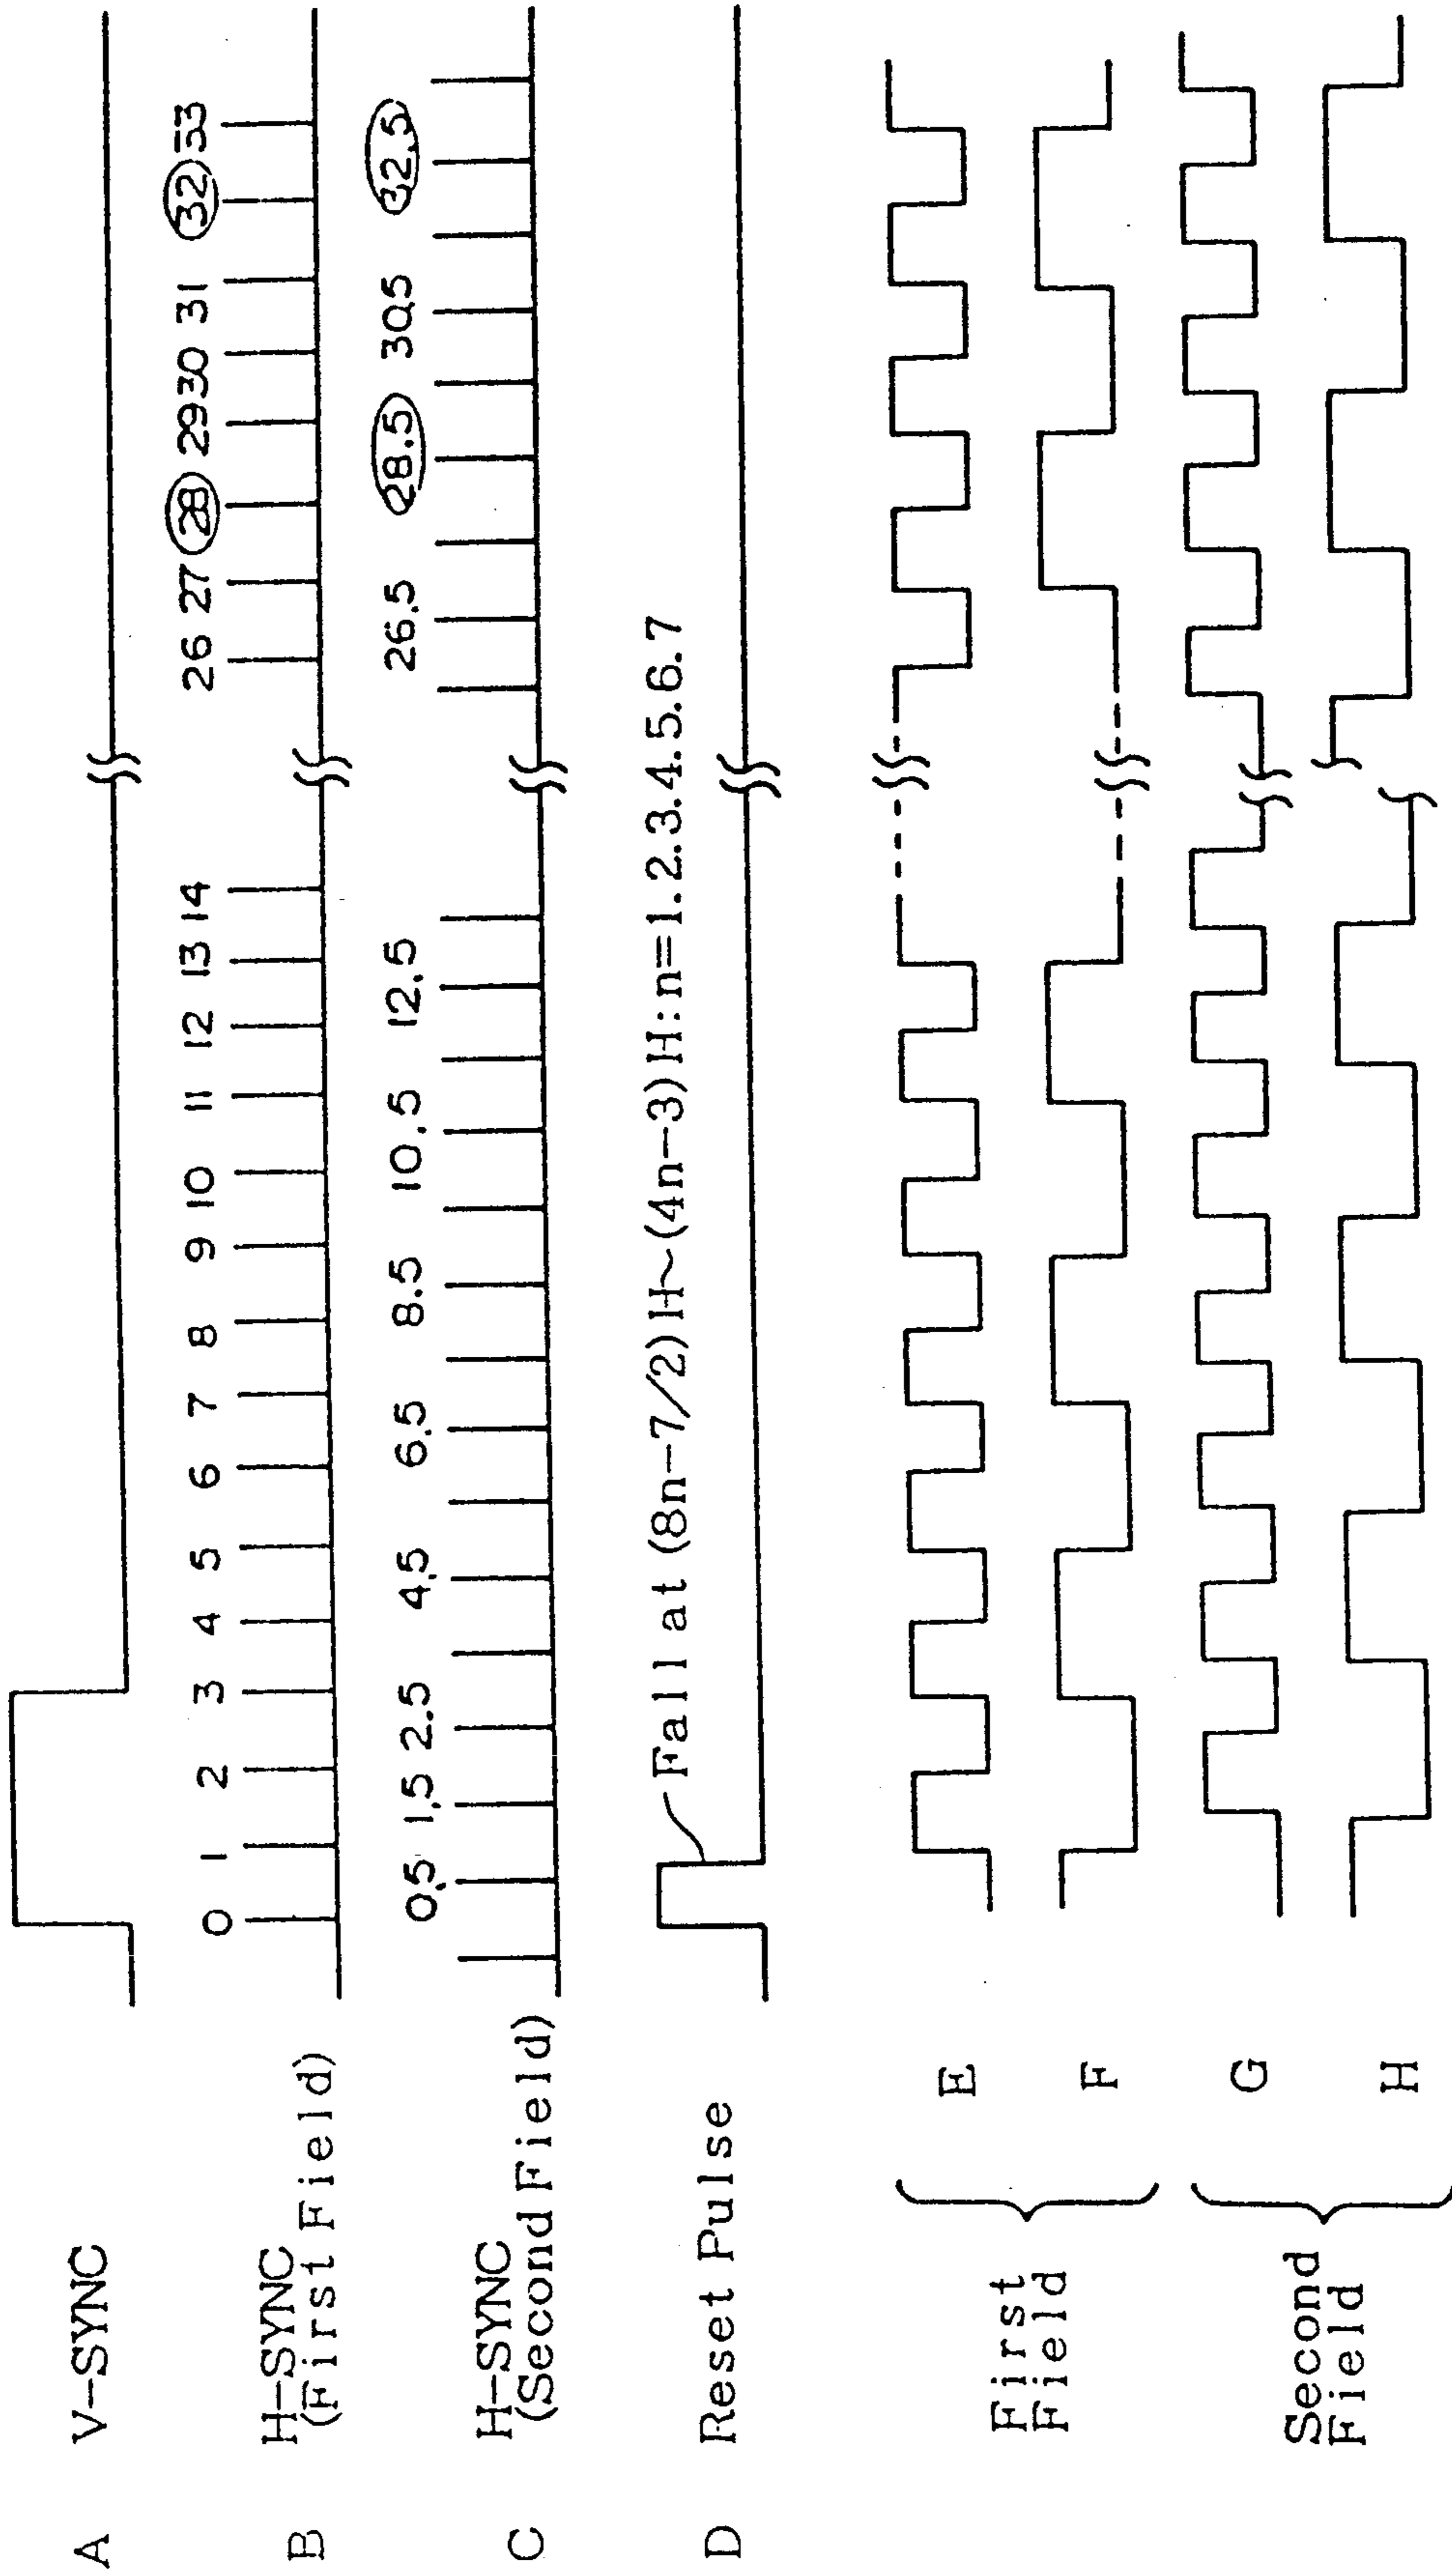 A V-SYNC
0 1 2 3 4 5 6 7 8 9 10 11 12 13 14 26 27 28 29 30 31 32 33
B H-SYNC
(First Field)
0.5 1.5 2.5 4.5 6.5 8.5 10.5 12.5 26.5 28.5 30.5 32.5
C H-SYNC
(Second Field)
Fall at (8n-7/2)H~(4n-3)H:n=1.2.3.4.5.6.7
D Reset Pulse
E
First
Field
F
G
Second
Field
H